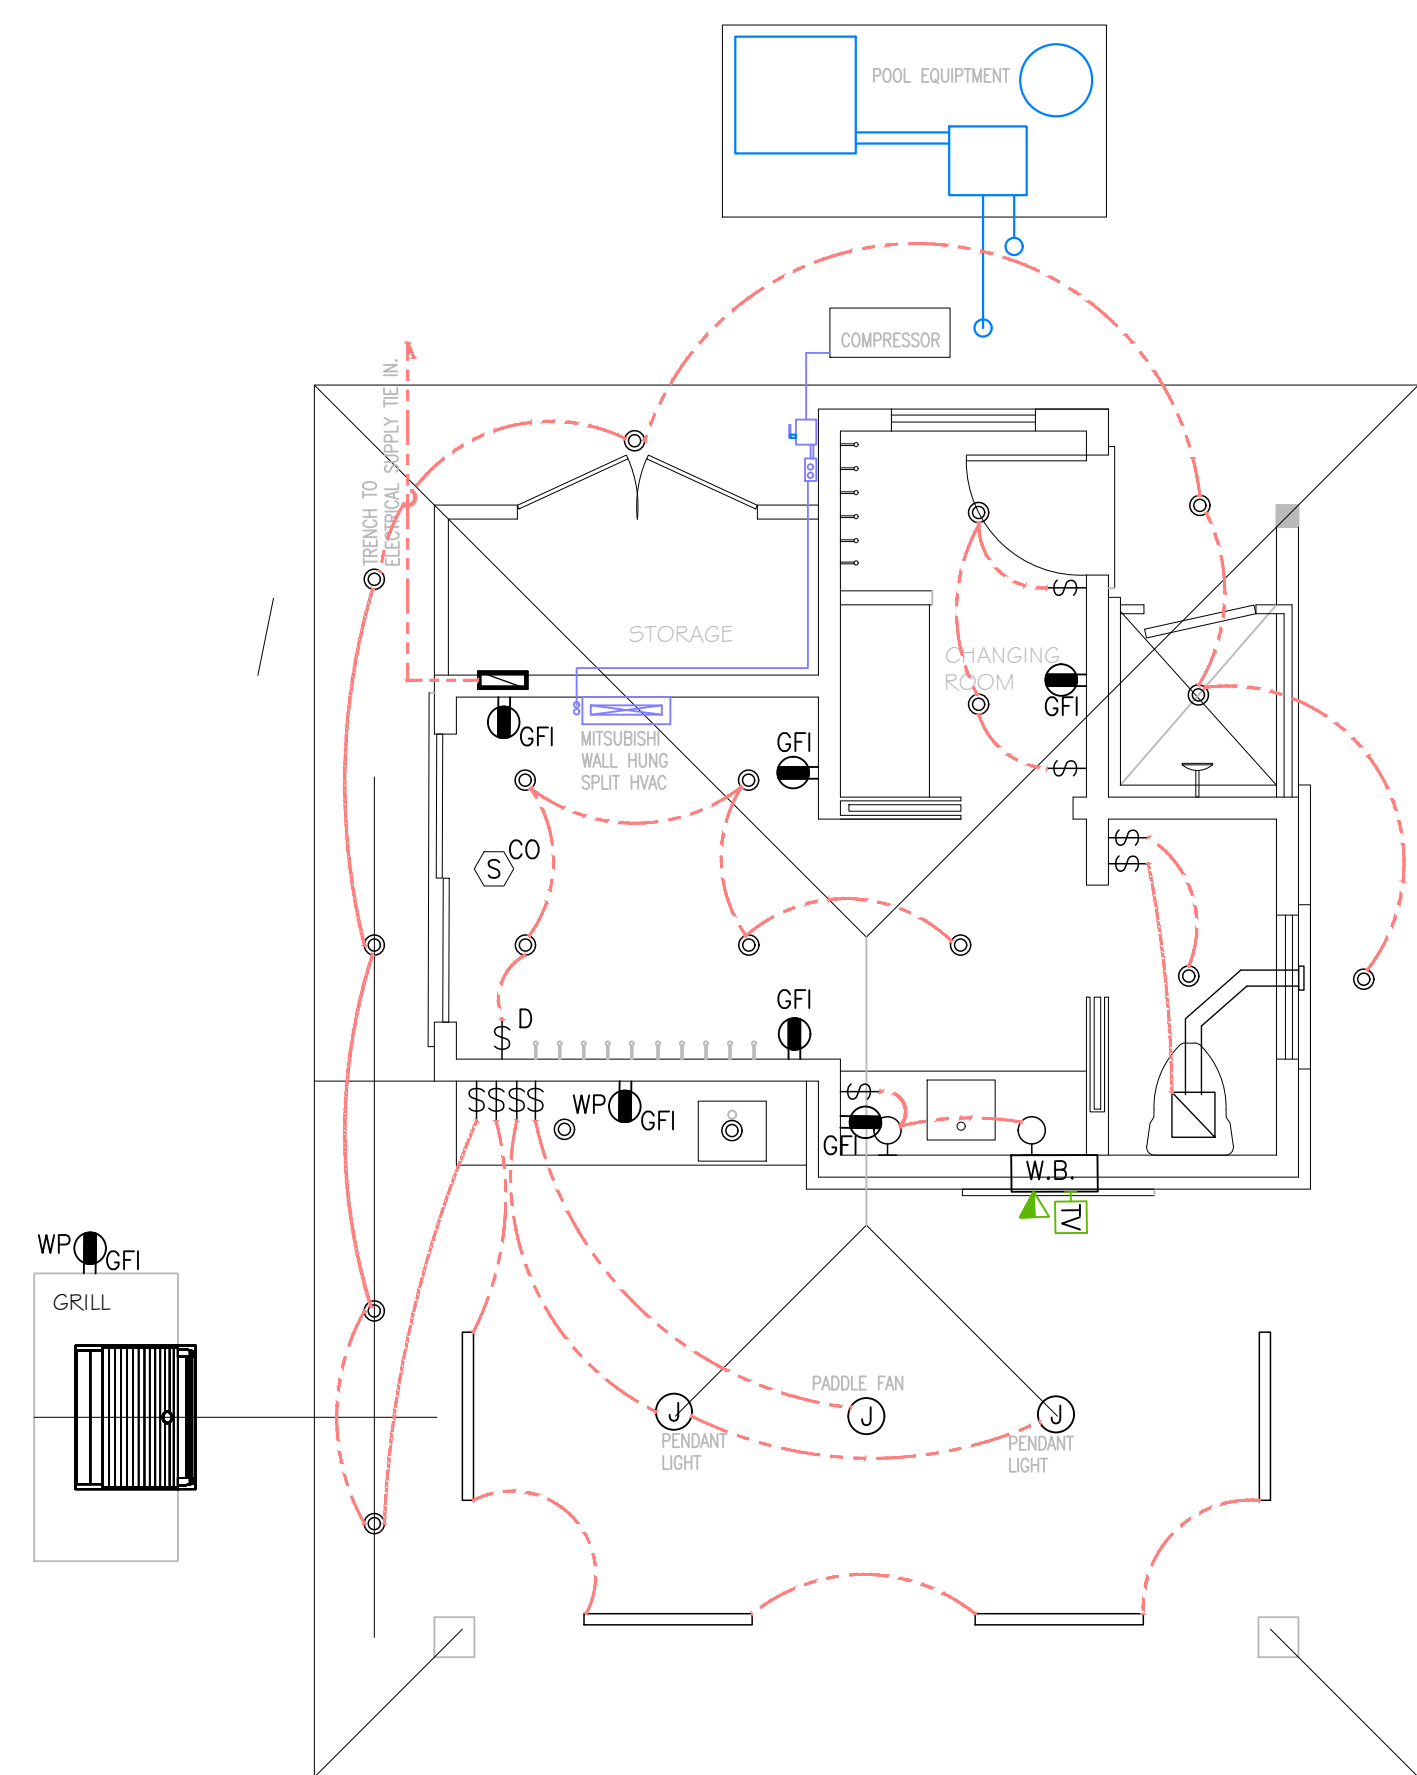 POOL EQUIPTMENT
COMPRESSOR
TRENCH TO
ELECTRICAL SUPPLY TIE IN.
STORAGE
CHANGING
ROOM
S
GFI
GFI
MITSUBISHI
WALL HUNG
SPLIT HVAC
GFI
S
CO
S
S
S
GFI
D
S
S
S
S
S
WP
GFI
S
GFI
W.B.
TV
WP
GFI
GRILL
PADDLE FAN
J
J
J
PENDANT
LIGHT
PENDANT
LIGHT